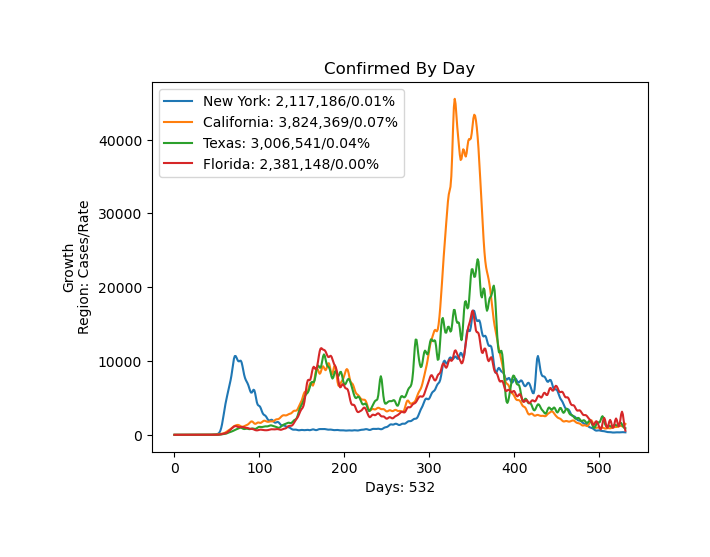 Confirmed By Day
New York: 2,117,186/0.01%
California: 3,824,369/0.07%
Texas: 3,006,541/0.04%
Florida: 2,381,148/0.00%
Growth
Region: Cases/Rate
40000
30000
20000
10000
0
0 100 200 300 400 500
Days: 532